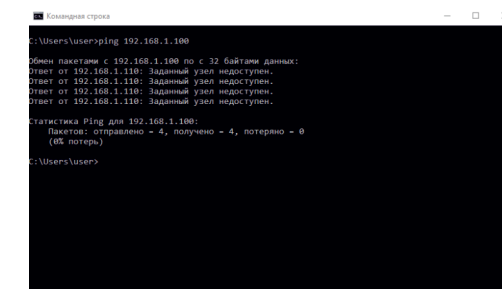 Командная строка
C:\Users\user>ping 192.168.1.100
Обмен пакетами с 192.168.1.100 по с 32 байтами данных:
Ответ от 192.168.1.110: Заданный узел недоступен.
Ответ от 192.168.1.110: Заданный узел недоступен.
Ответ от 192.168.1.110: Заданный узел недоступен.
Ответ от 192.168.1.110: Заданный узел недоступен.
Статистика Ping для 192.168.1.100:
Пакетов: отправлено = 4, получено = 4, потеряно = 0
(0% потерь)
C:\Users\user>